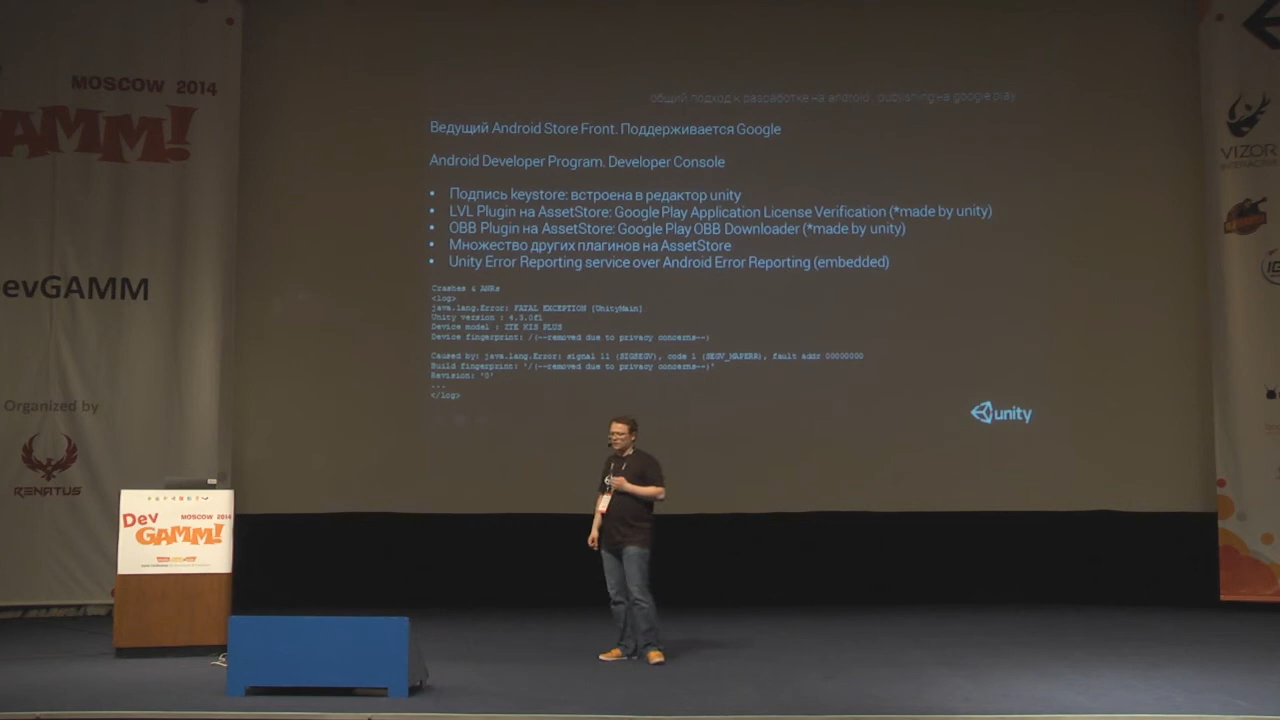 MOSCOW 2014
AMM!
evGAMM
Organized by
RENATUS
Dev
MOSCOW 2014
GAMM!
общий подход к разработке на android . publishing на google play
Ведущий Android Store Front. Поддерживается Google
Android Developer Program. Developer Console
• Подпись keystore: встроена в редактор unity
• LVL Plugin на AssetStore: Google Play Application License Verification (*made by unity)
• OBB Plugin на AssetStore: Google Play OBB Downloader (*made by unity)
• Множество других плагинов на AssetStore
• Unity Error Reporting service over Android Error Reporting (embedded)
Crashes & ANRs
<log>
java.lang.Error: FATAL EXCEPTION [UnityMain]
Unity version : 4.3.0f1
Device model : ZTE KIS PLUS
Device fingerprint: /(--removed due to privacy concerns--)
Caused by: java.lang.Error: signal 11 (SIGSEGV), code 1 (SEGV_MAPERR), fault addr 00000000
Build fingerprint: '/(--removed due to privacy concerns--)'
Revision: '0'
...
</log>
unity
VIZOR
INTERACTIVE